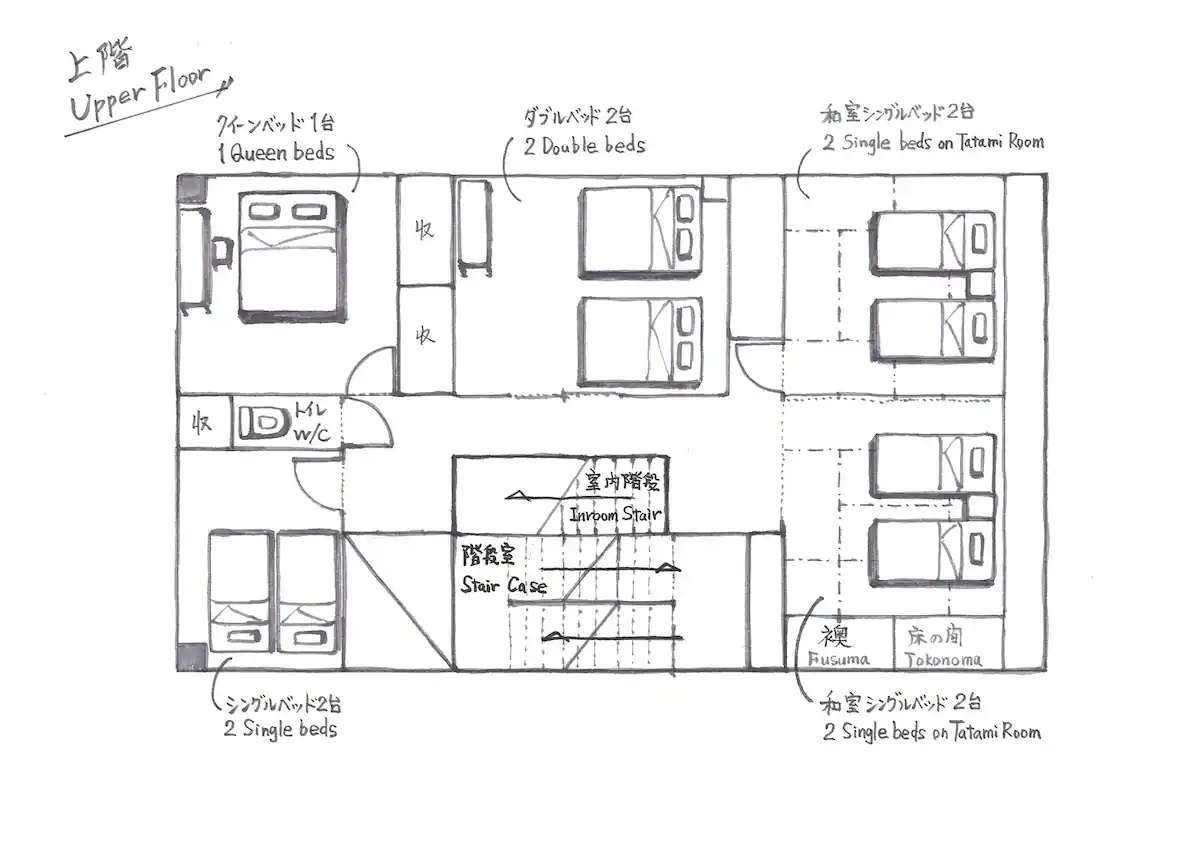 上階
Upper Floor
クイーンベッド1台
1 Queen beds
ダブルベッド2台
2 Double beds
和室シングルベッド2台
2 Single beds on Tatami Room
収
収
収
トイレ
W/C
室内階段
Inroom Stair
階段室
Stair Case
襖
Fusuma
床の間
Tokonoma
シングルベッド2台
2 Single beds
和室シングルベッド2台
2 Single beds on Tatami Room